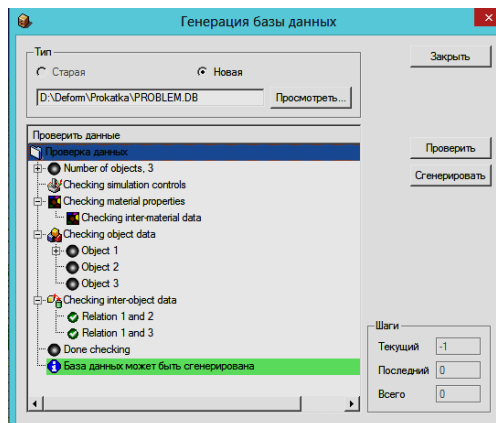 Генерация базы данных
Тип
Старая
Новая
D:\Deform\Prokatka\PROBLEM.DB
Просмотреть...
Закрыть
Проверить данные
Проверка данных
Number of objects, 3
Checking simulation controls
Checking material properties
Checking inter-material data
Checking object data
Object 1
Object 2
Object 3
Checking inter-object data
Relation 1 and 2
Relation 1 and 3
Done checking
База данных может быть сгенерирована
Проверить
Сгенерировать
Шаги
Текущий -1
Последний 0
Всего 0